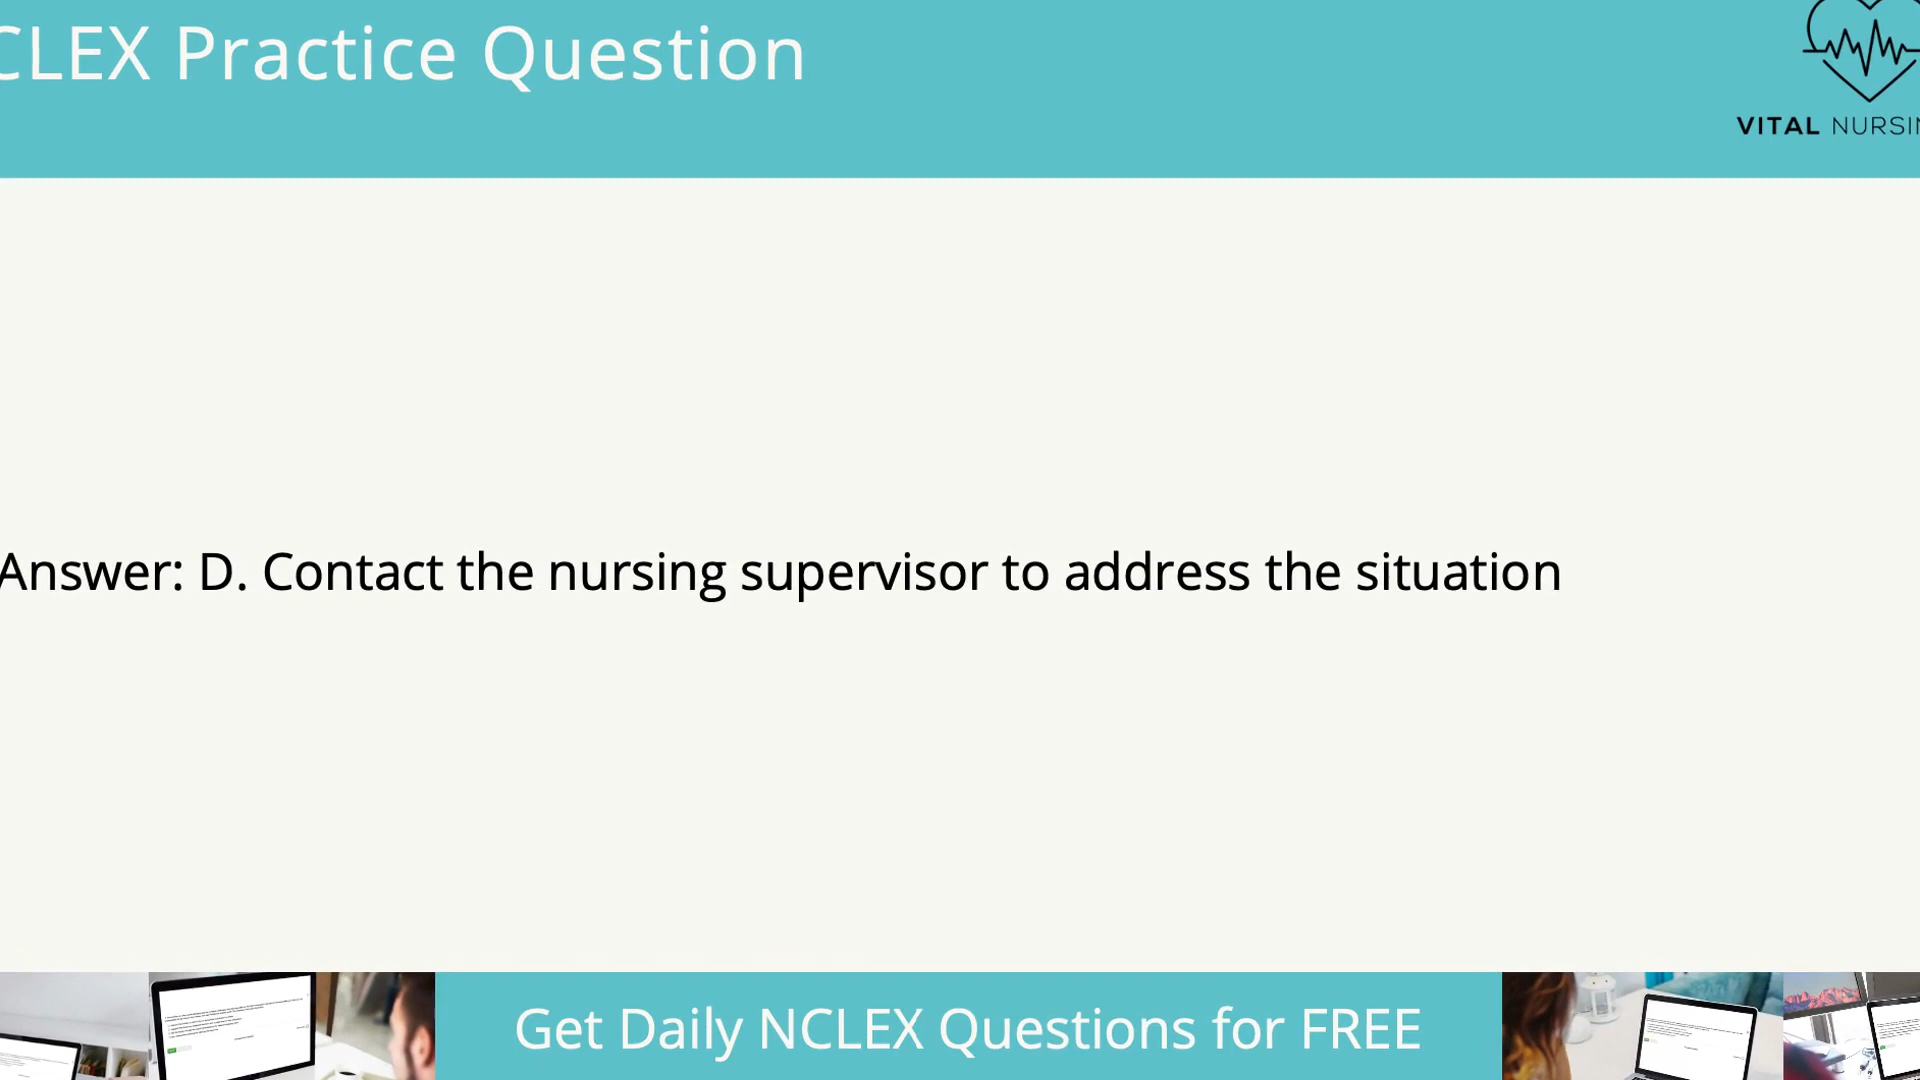 CLEX Practice Question
VITAL NURSIN
Answer: D. Contact the nursing supervisor to address the situation
Get Daily NCLEX Questions for FREE